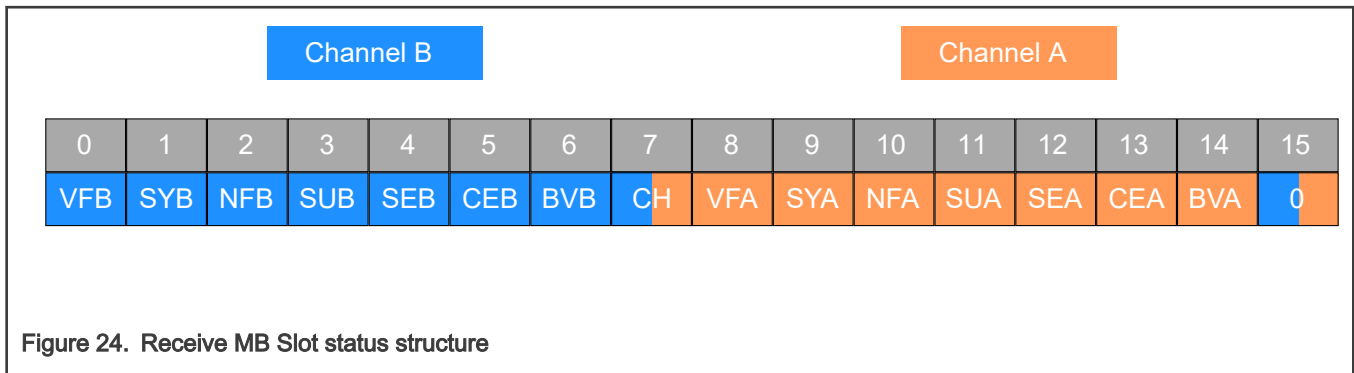 Channel B Channel A
0 1 2 3 4 5 6 7 8 9 10 11 12 13 14 15
VFB SYB NFB SUB SEB CEB BVB CH VFA SYA NFA SUA SEA CEA BVA 0
Figure 24. Receive MB Slot status structure